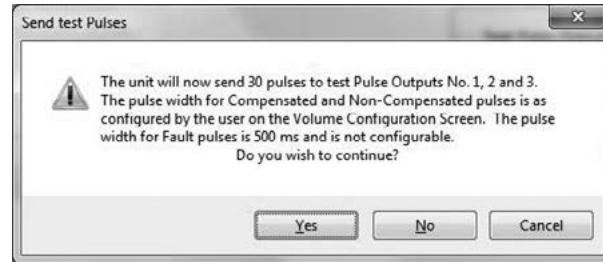 Send test Pulses
The unit will now send 30 pulses to test Pulse Outputs No. 1, 2 and 3.
The pulse width for Compensated and Non-Compensated pulses is as
configured by the user on the Volume Configuration Screen. The pulse
width for Fault pulses is 500 ms and is not configurable.
Do you wish to continue?
Yes No Cancel